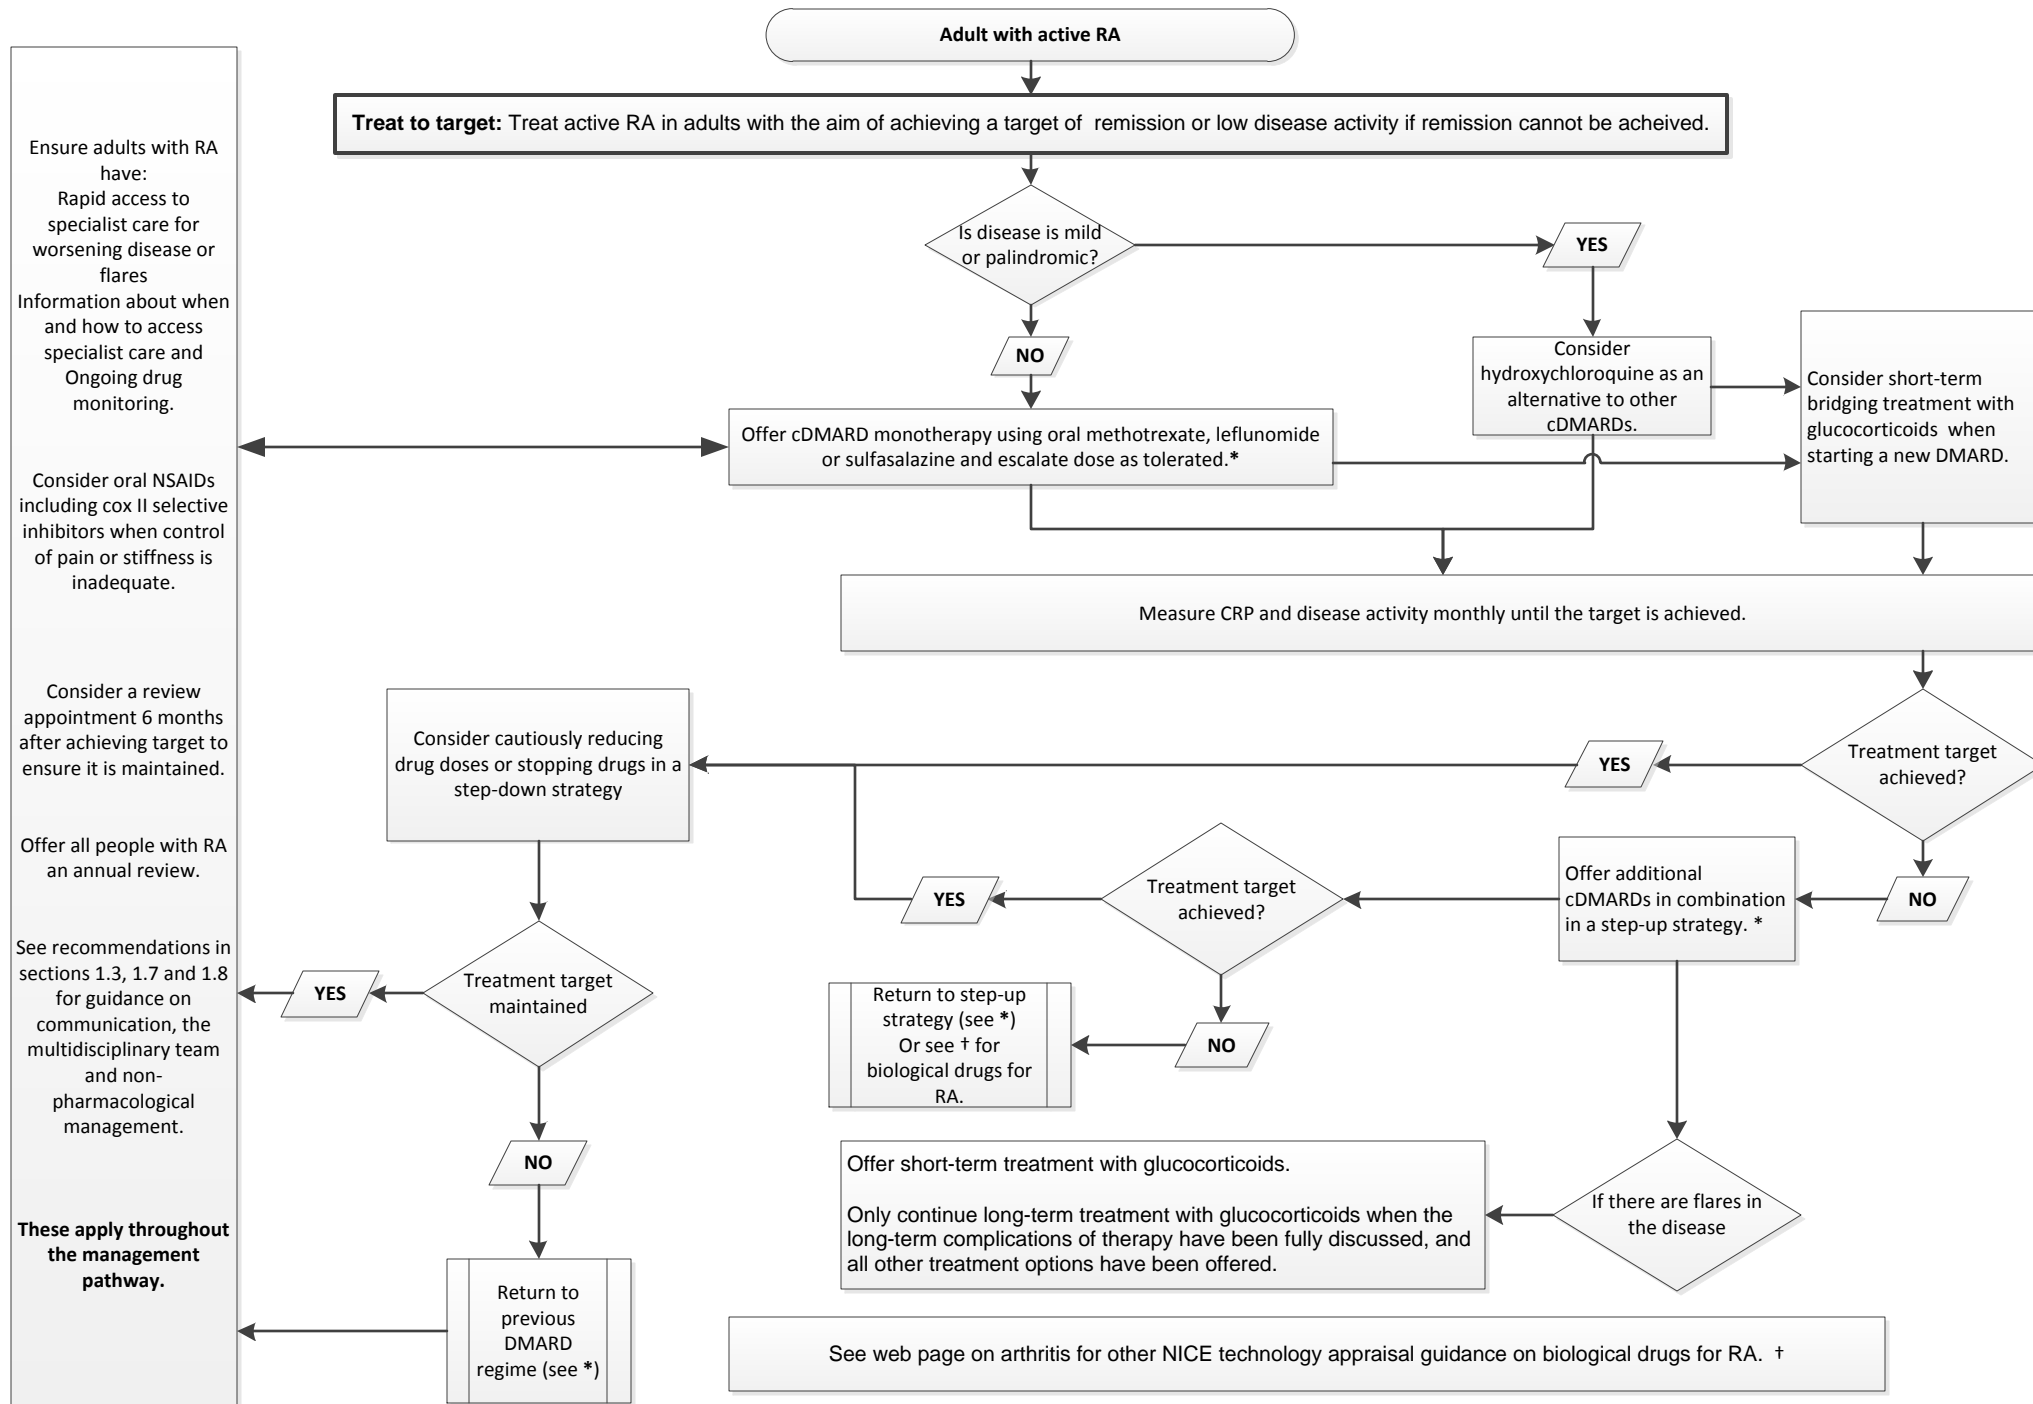 Adult with active RA
Treat to target: Treat active RA in adults with the aim of achieving a target of  remission or low disease activity if remission cannot be acheived.
Ensure adults with RA
have:
Rapid access to
specialist care for
worsening disease or
flares
Information about when
and how to access
specialist care and
Ongoing drug
monitoring.
Consider oral NSAIDs
including cox II selective
inhibitors when control
of pain or stiffness is
inadequate.
Consider a review
appointment 6 months
after achieving target to
ensure it is maintained.
Offer all people with RA
an annual review.
See recommendations in
sections 1.3, 1.7 and 1.8
for guidance on
communication, the
multidisciplinary team
and non-
pharmacological
management.
These apply throughout
the management
pathway.
Is disease is mild
or palindromic?
YES
NO
Consider
hydroxychloroquine as an
alternative to other
cDMARDs.
Consider short-term
bridging treatment with
glucocorticoids  when
starting a new DMARD.
Offer cDMARD monotherapy using oral methotrexate, leflunomide
or sulfasalazine and escalate dose as tolerated.*
Measure CRP and disease activity monthly until the target is achieved.
Treatment target
achieved?
YES
NO
Consider cautiously reducing
drug doses or stopping drugs in a
step-down strategy
Offer additional
cDMARDs in combination
in a step-up strategy. *
Treatment target
achieved?
YES
NO
Return to step-up
strategy (see *)
Or see † for
biological drugs for
RA.
Treatment target
maintained
YES
NO
Return to
previous
DMARD
regime (see *)
If there are flares in
the disease
Offer short-term treatment with glucocorticoids.
Only continue long-term treatment with glucocorticoids when the
long-term complications of therapy have been fully discussed, and
all other treatment options have been offered.
See web page on arthritis for other NICE technology appraisal guidance on biological drugs for RA. †